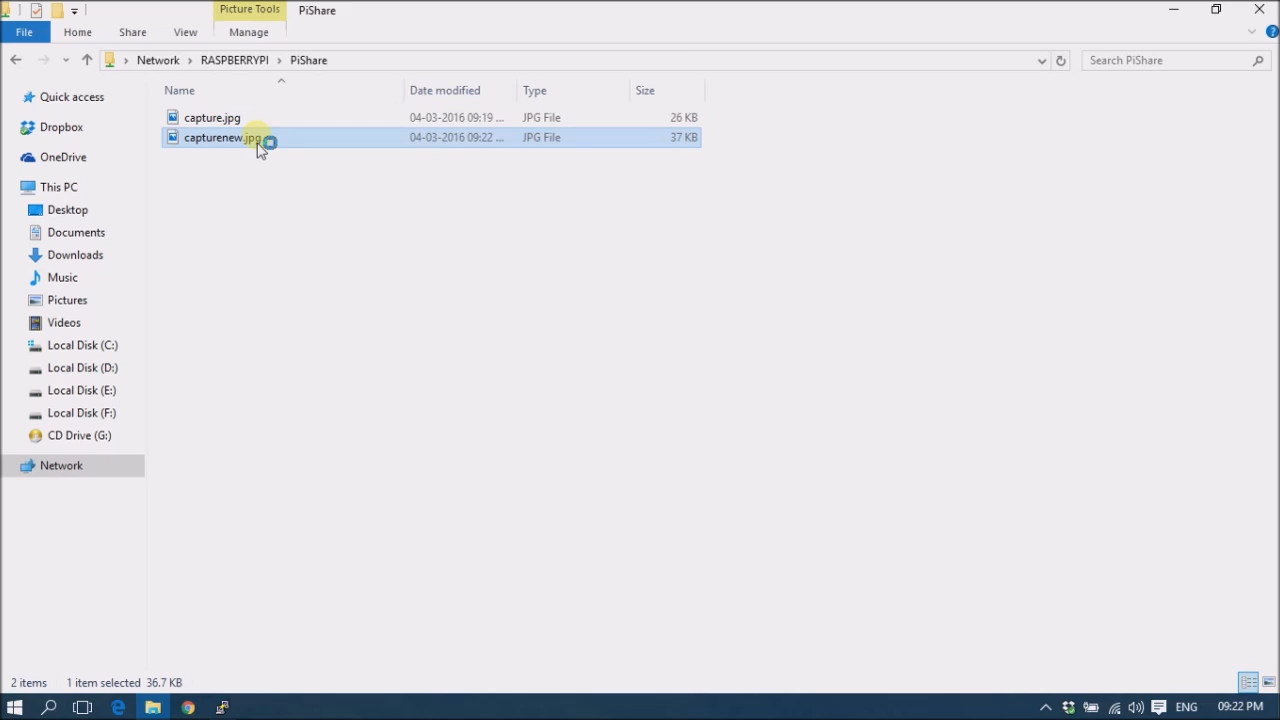 Picture Tools PiShare
File Home Share View Manage
Network RASPBERRYPI PiShare Search PiShare
Name Date modified Type Size
Quick access
capture.jpg 04-03-2016 09:19 ... JPG File 26 KB
Dropbox
capturenew.jpg 04-03-2016 09:22 ... JPG File 37 KB
OneDrive
This PC
Desktop
Documents
Downloads
Music
Pictures
Videos
Local Disk (C:)
Local Disk (D:)
Local Disk (E:)
Local Disk (F:)
CD Drive (G:)
Network
2 items 1 item selected 36.7 KB
ENG 09:22 PM